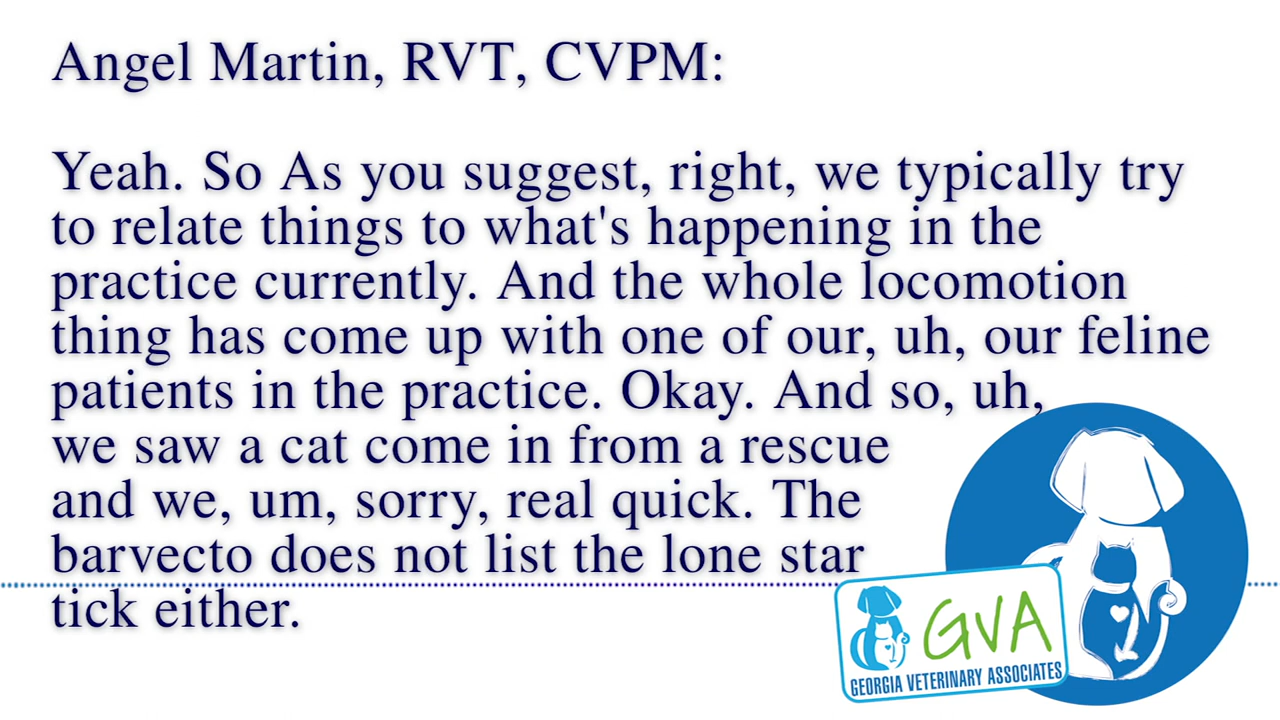 Angel Martin, RVT, CVPM:
Yeah. So As you suggest, right, we typically try
to relate things to what's happening in the
practice currently. And the whole locomotion
thing has come up with one of our, uh, our feline
patients in the practice. Okay. And so, uh,
we saw a cat come in from a rescue
and we, um, sorry, real quick. The
barvecto does not list the lone star
tick either.
GVA
GEORGIA VETERINARY ASSOCIATES